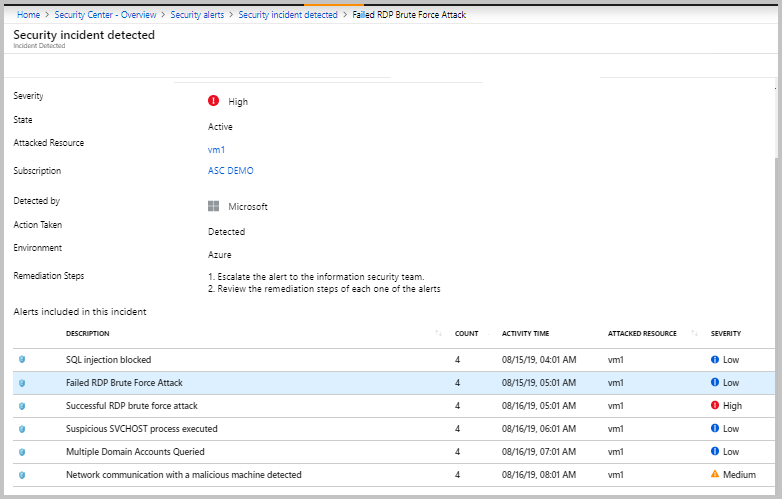 Home > Security Center - Overview > Security alerts > Security incident detected > Failed RDP Brute Force Attack
Security incident detected
Incident Detected
Severity High
State Active
Attacked Resource vm1
Subscription ASC DEMO
Detected by Microsoft
Action Taken Detected
Environment Azure
Remediation Steps 1. Escalate the alert to the information security team.
2. Review the remediation steps of each one of the alerts
Alerts included in this incident
DESCRIPTION COUNT ACTIVITY TIME ATTACKED RESOURCE SEVERITY
SQL injection blocked 4 08/15/19, 04:01 AM vm1 Low
Failed RDP Brute Force Attack 4 08/15/19, 05:01 AM vm1 Low
Successful RDP brute force attack 4 08/16/19, 05:01 AM vm1 High
Suspicious SVCHOST process executed 4 08/16/19, 06:01 AM vm1 Low
Multiple Domain Accounts Queried 4 08/16/19, 07:01 AM vm1 Low
Network communication with a malicious machine detected 4 08/16/19, 08:01 AM vm1 Medium